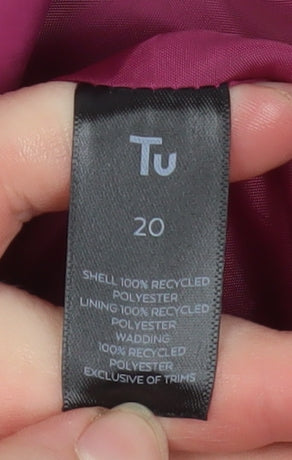 Tu
20
SHELL 100% RECYCLED
POLYESTER
LINING 100% RECYCLED
POLYESTER
WADDING
100% RECYCLED
POLYESTER
EXCLUSIVE OF TRIMS